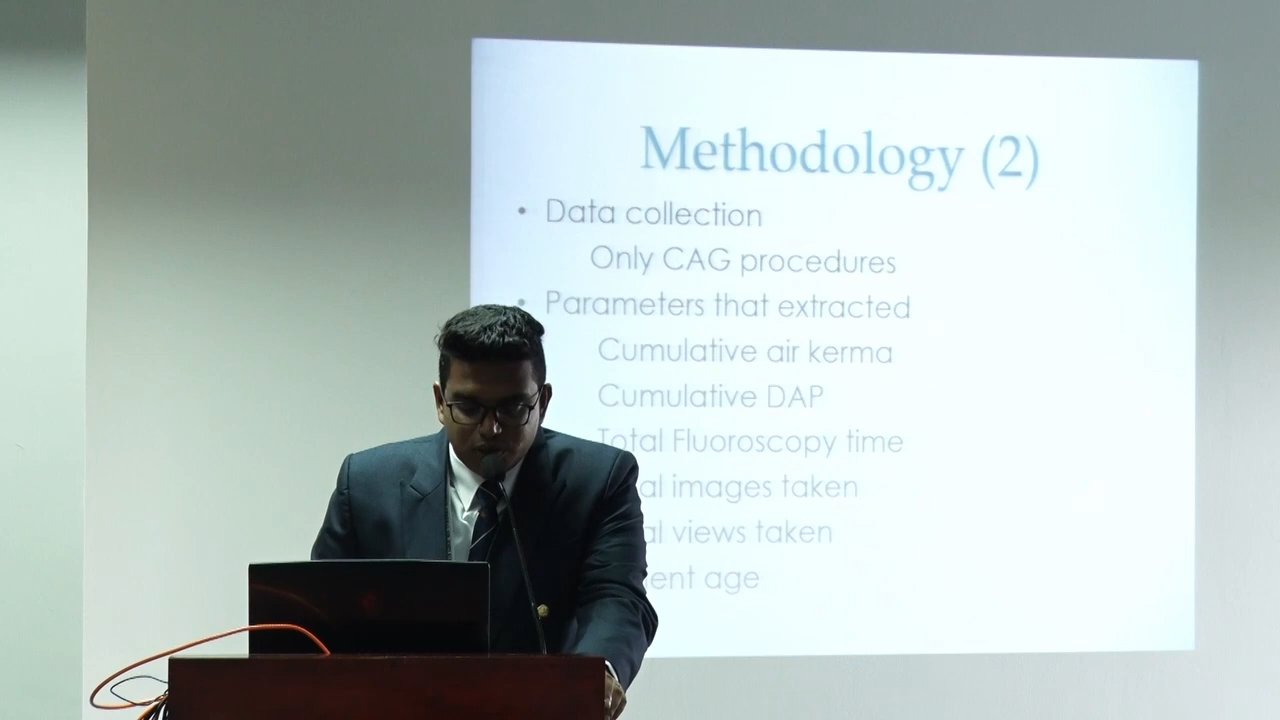 Methodology (2)
• Data collection
Only CAG procedures
• Parameters that extracted
Cumulative air kerma
Cumulative DAP
Total Fluoroscopy time
images taken
views taken
age